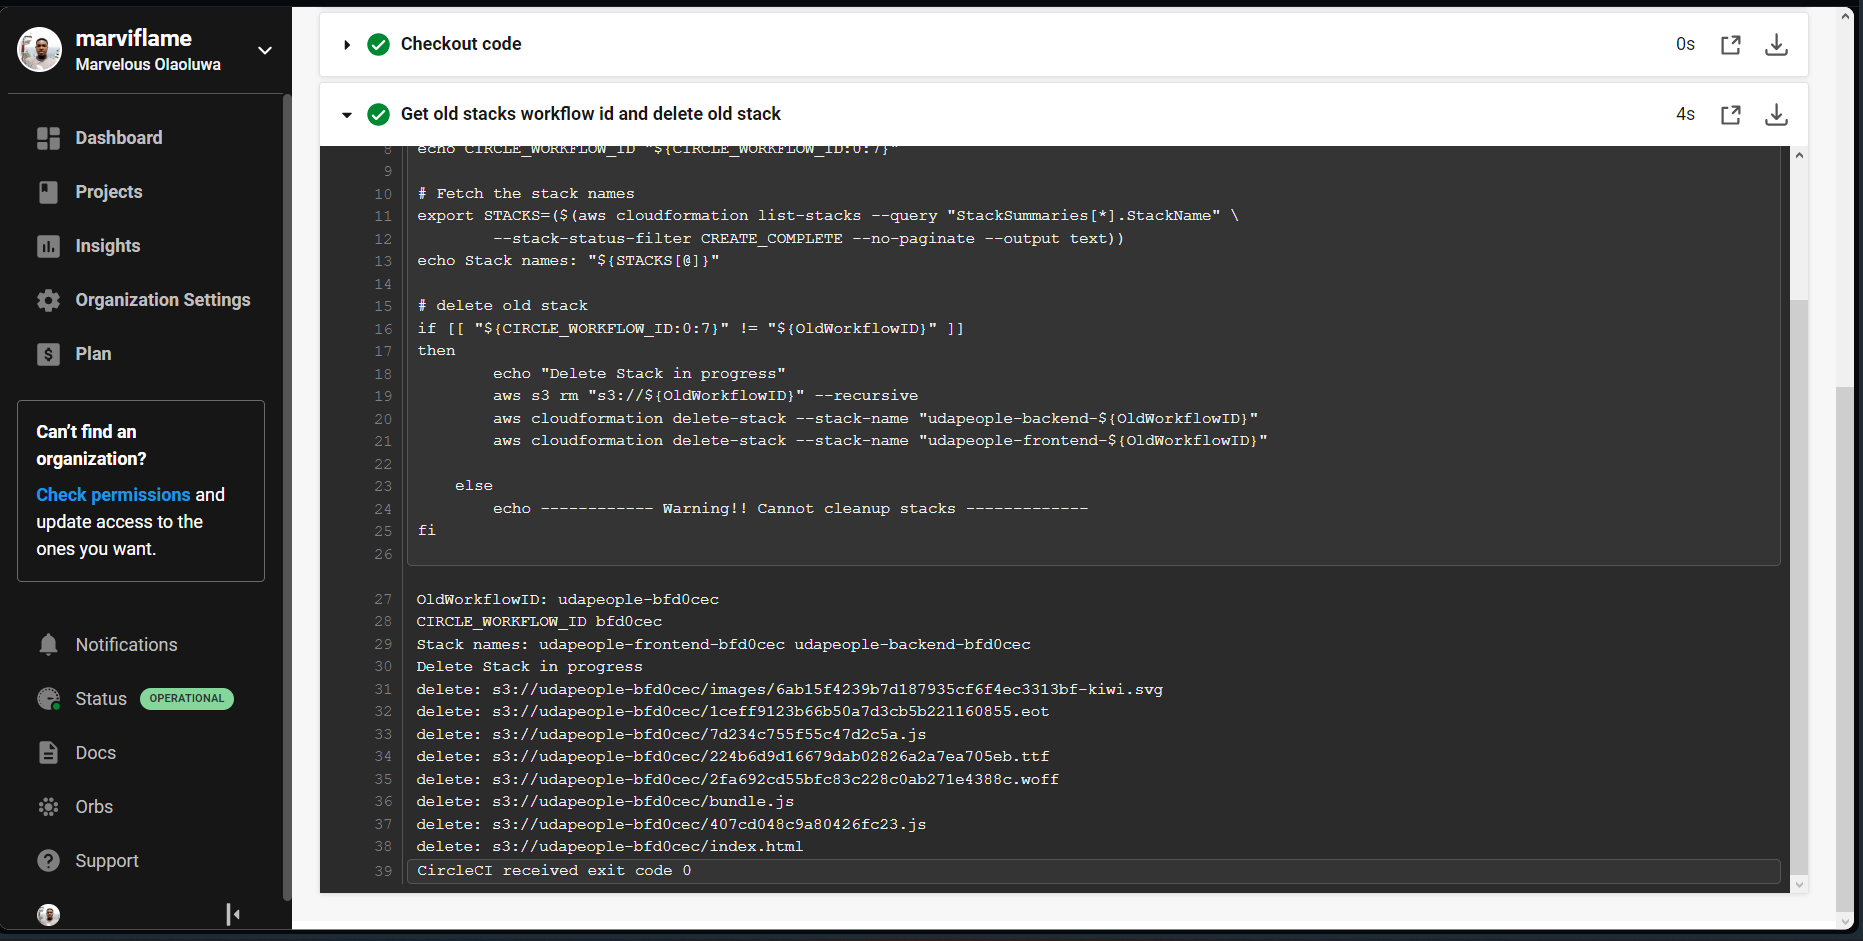 marviflame
Marvelous Olaoluwa
Dashboard
Projects
Insights
Organization Settings
Plan
Can't find an
organization?
Check permissions and
update access to the
ones you want.
Notifications
Status OPERATIONAL
Docs
Orbs
Support
Checkout code 0s
Get old stacks workflow id and delete old stack 4s
8 echo CIRCLE_WORKFLOW_ID "${CIRCLE_WORKFLOW_ID:0:7}"
9
10 # Fetch the stack names
11 export STACKS=($(aws cloudformation list-stacks --query "StackSummaries[*].StackName" \
12 --stack-status-filter CREATE_COMPLETE --no-paginate --output text))
13 echo Stack names: "${STACKS[@]}"
14
15 # delete old stack
16 if [[ "${CIRCLE_WORKFLOW_ID:0:7}" != "${OldWorkflowID}" ]]
17 then
18 echo "Delete Stack in progress"
19 aws s3 rm "s3://${OldWorkflowID}" --recursive
20 aws cloudformation delete-stack --stack-name "udapeople-backend-${OldWorkflowID}"
21 aws cloudformation delete-stack --stack-name "udapeople-frontend-${OldWorkflowID}"
22
23 else
24 echo ------------ Warning!! Cannot cleanup stacks -------------
25 fi
26
27 OldWorkflowID: udapeople-bfd0cec
28 CIRCLE_WORKFLOW_ID bfd0cec
29 Stack names: udapeople-frontend-bfd0cec udapeople-backend-bfd0cec
30 Delete Stack in progress
31 delete: s3://udapeople-bfd0cec/images/6ab15f4239b7d187935cf6f4ec3313bf-kiwi.svg
32 delete: s3://udapeople-bfd0cec/1ceff9123b66b50a7d3cb5b221160855.eot
33 delete: s3://udapeople-bfd0cec/7d234c755f55c47d2c5a.js
34 delete: s3://udapeople-bfd0cec/224b6d9d16679dab02826a2a7ea705eb.ttf
35 delete: s3://udapeople-bfd0cec/2fa692cd55bfc83c228c0ab271e4388c.woff
36 delete: s3://udapeople-bfd0cec/bundle.js
37 delete: s3://udapeople-bfd0cec/407cd048c9a80426fc23.js
38 delete: s3://udapeople-bfd0cec/index.html
39 CircleCI received exit code 0